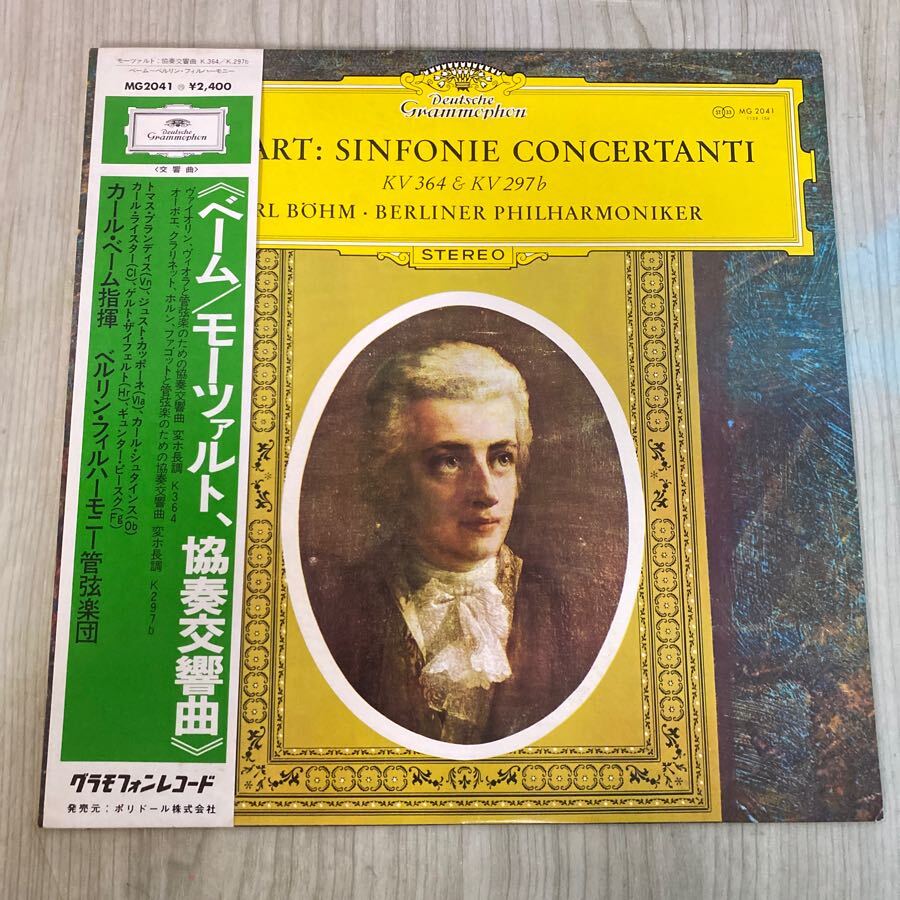 モーツァルト:協奏交響曲 K.364/K.297b
ベーム-ベルリン・フィルハーモニー
MG2041 ¥2,400
Deutsche
Grammophon
〈交響曲〉
《ベーム/モーツァルト、協奏交響曲》
ヴァイオリン、ヴィオラと管弦楽のための協奏交響曲 変ホ長調 K364
オーボエ、クラリネット、ホルン、ファゴットと管弦楽のための協奏交響曲 変ホ長調 K297b
トマス・ブランディス(Vn)、ジュスト・カッポーネ(Vla)、カール・シュタインス(Ob)
カール・ライスター(Cl)、ゲルト・ザイフェルト(Hr)、ギュンター・ピースク(Fg)
カール・ベーム指揮 ベルリン・フィルハーモニー管弦楽団
グラモフォンレコード
発売元:ポリドール株式会社
Deutsche
Grammophon
ST 33 MG 2041
ART: SINFONIE CONCERTANTI
KV 364 & KV 297b
RL BÖHM · BERLINER PHILHARMONIKER
STEREO